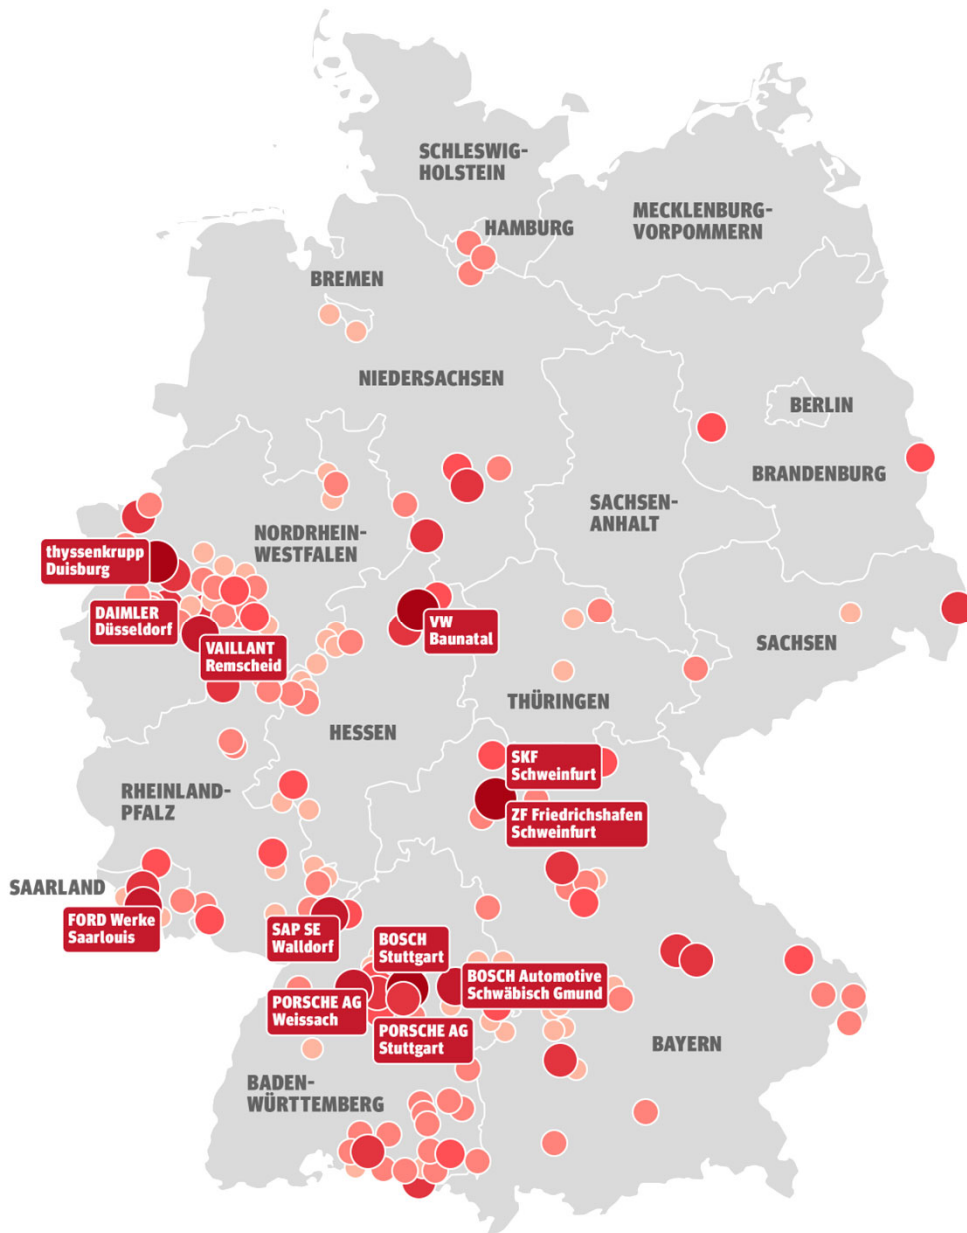 SCHLESWIG-
HOLSTEIN
HAMBURG
MECKLENBURG-
VORPOMMERN
BREMEN
NIEDERSACHSEN
BERLIN
BRANDENBURG
SACHSEN-
ANHALT
NORDRHEIN-
WESTFALEN
thyssenkrupp
Duisburg
DAIMLER
Düsseldorf
VAILLANT
Remscheid
VW
Baunatal
SACHSEN
THÜRINGEN
HESSEN
SKF
Schweinfurt
RHEINLAND-
PFALZ
ZF Friedrichshafen
Schweinfurt
SAARLAND
FORD Werke
Saarlouis
SAP SE
Walldorf
BOSCH
Stuttgart
BOSCH Automotive
Schwäbisch Gmund
PORSCHE AG
Weissach
PORSCHE AG
Stuttgart
BAYERN
BADEN-
WÜRTTEMBERG